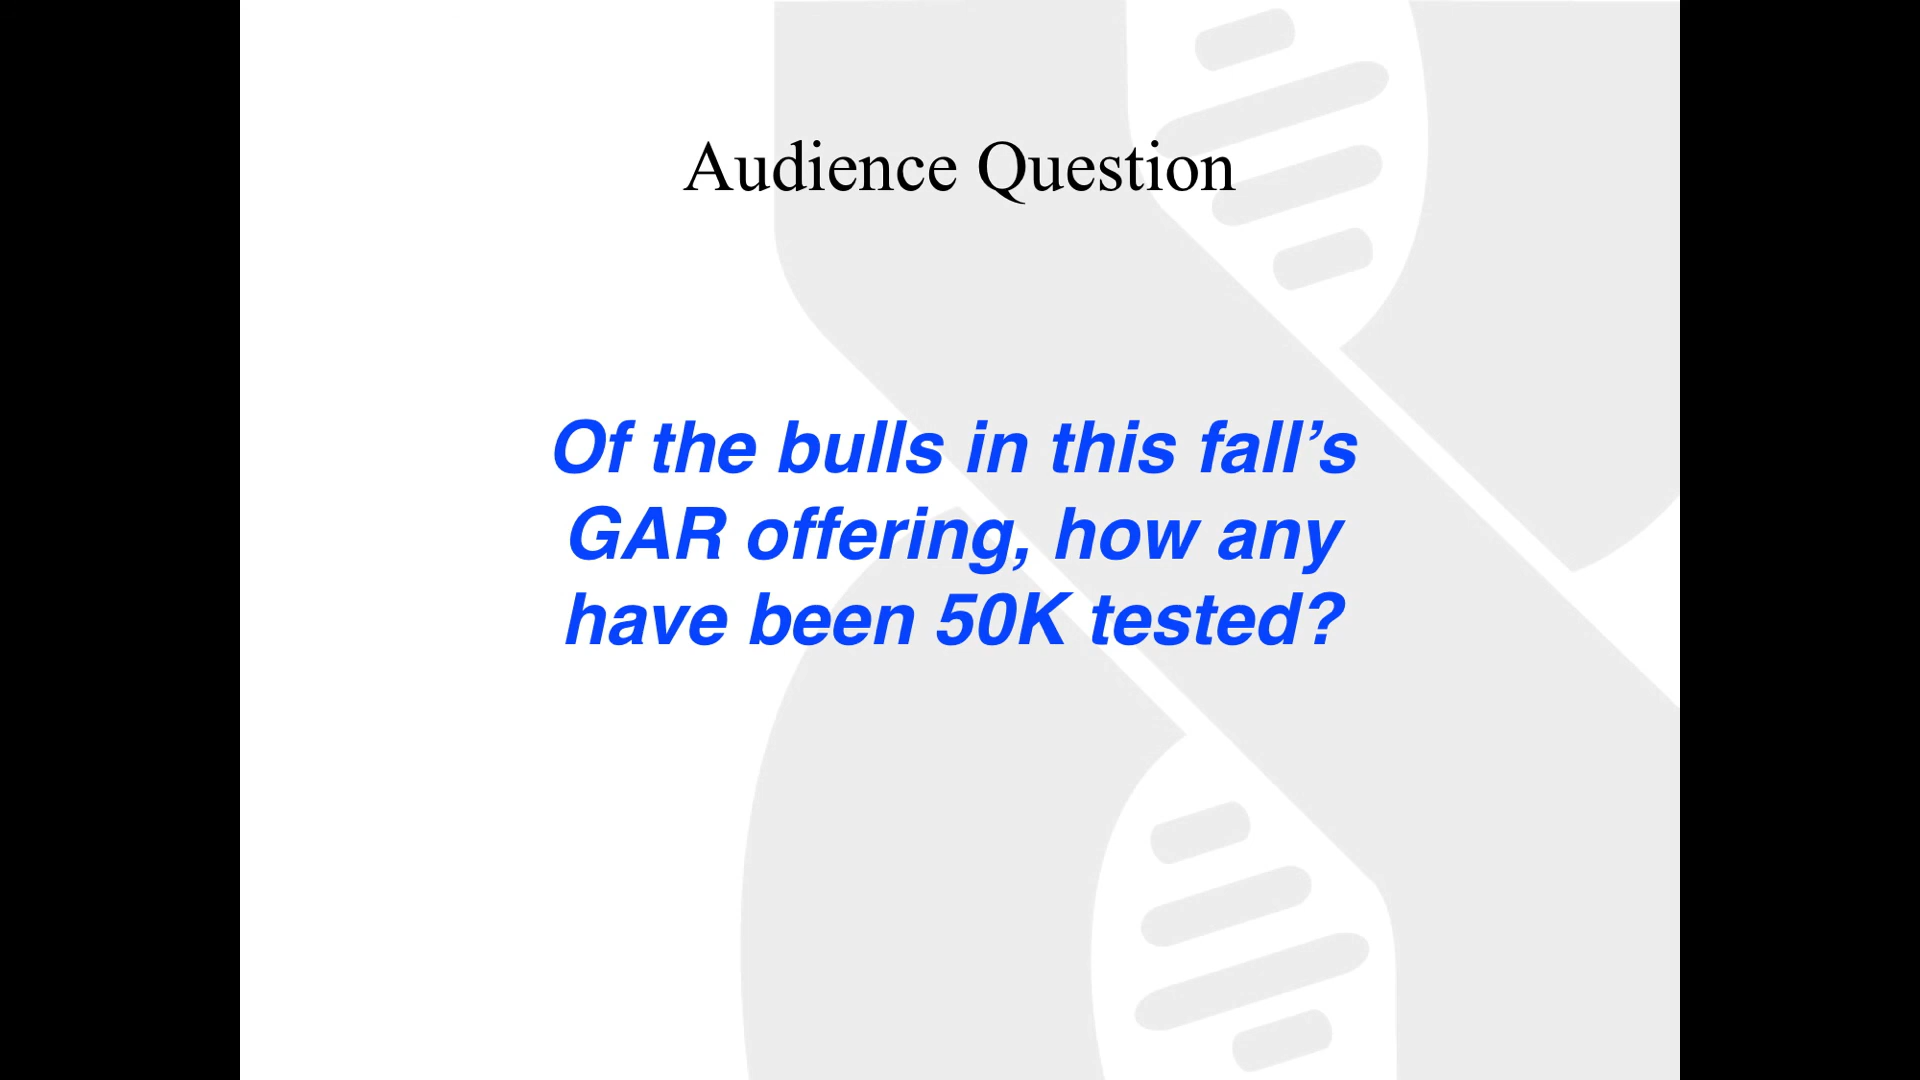 Audience Question
Of the bulls in this fall’s
GAR offering, how any
have been 50K tested?